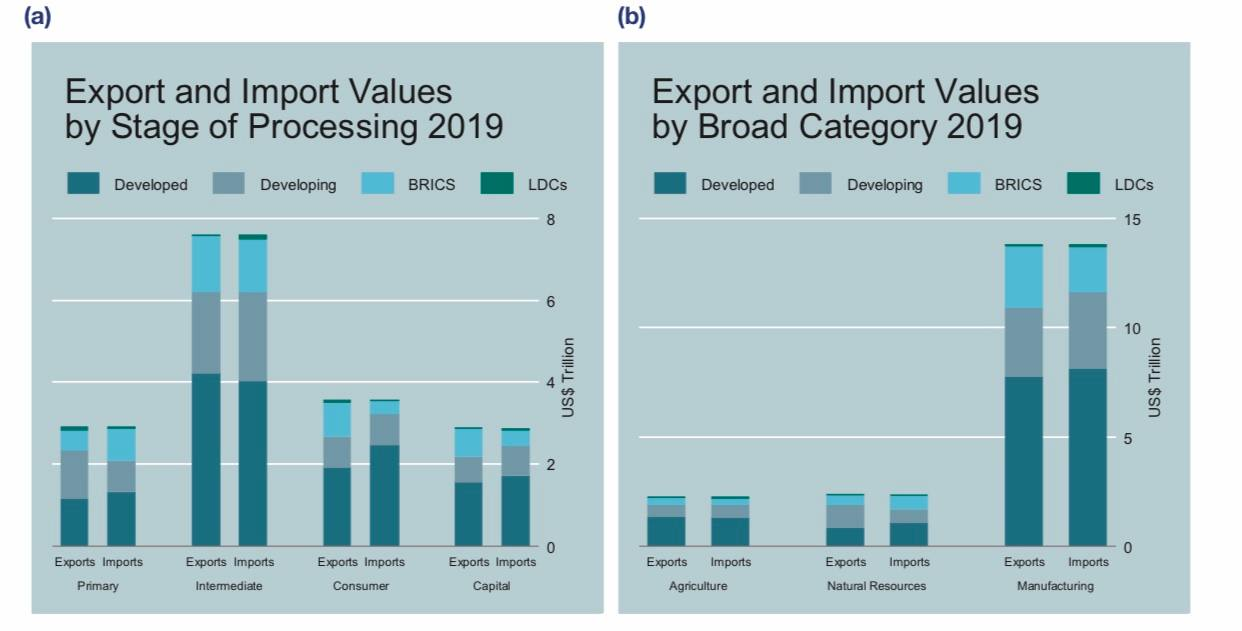 (a)
Export and Import Values
by Stage of Processing 2019
Developed Developing BRICS LDCs
8
6
4
2
0
US$ Trillion
Exports Imports Exports Imports Exports Imports Exports Imports
Primary Intermediate Consumer Capital
(b)
Export and Import Values
by Broad Category 2019
Developed Developing BRICS LDCs
15
10
5
0
US$ Trillion
Exports Imports Exports Imports Exports Imports
Agriculture Natural Resources Manufacturing